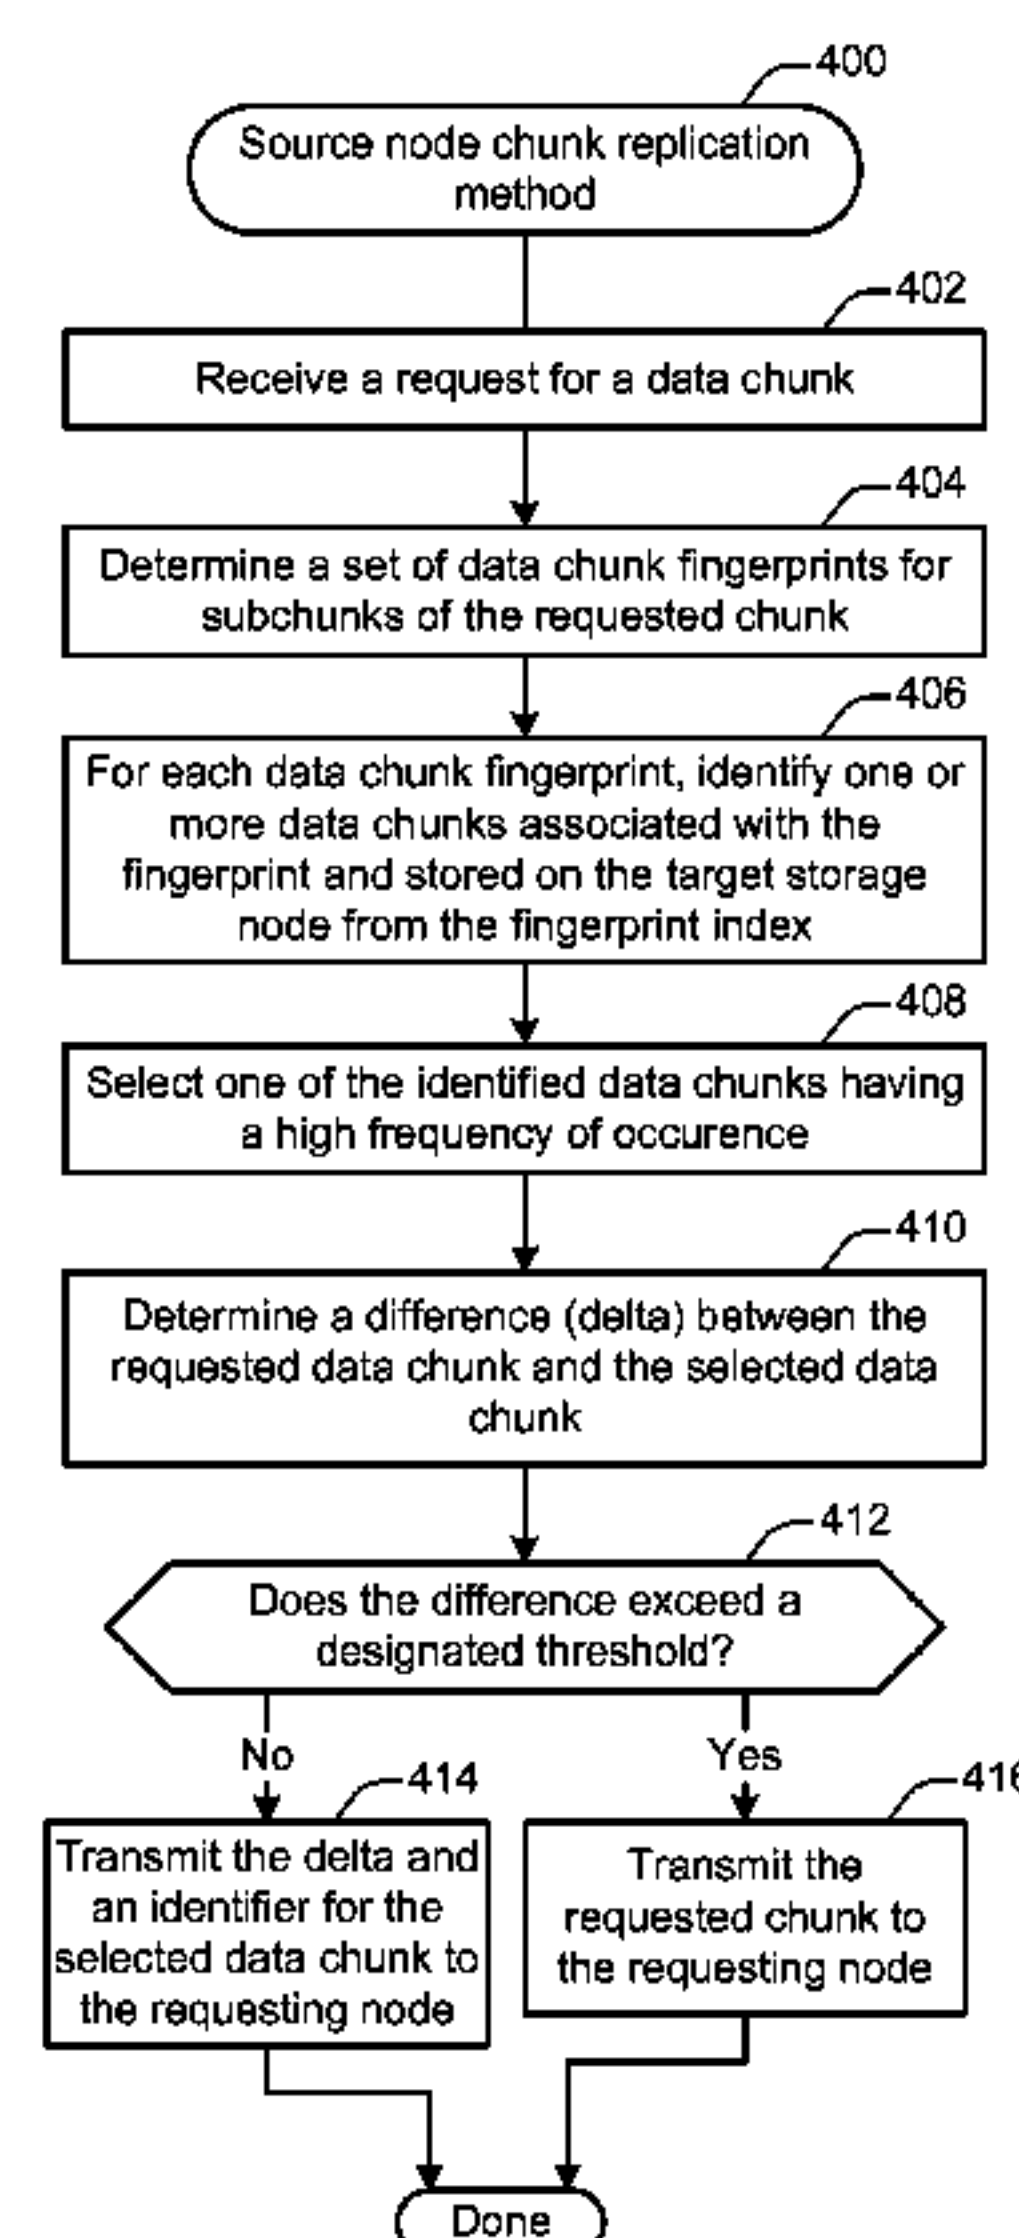 400
Source node chunk replication
method
402
Receive a request for a data chunk
404
Determine a set of data chunk fingerprints for
subchunks of the requested chunk
406
For each data chunk fingerprint, identify one or
more data chunks associated with the
fingerprint and stored on the target storage
node from the fingerprint index
408
Select one of the identified data chunks having
a high frequency of occurence
410
Determine a difference (delta) between the
requested data chunk and the selected data
chunk
412
Does the difference exceed a
designated threshold?
No
Yes
414
416
Transmit the delta and
an identifier for the
selected data chunk to
the requesting node
Transmit the
requested chunk to
the requesting node
Done